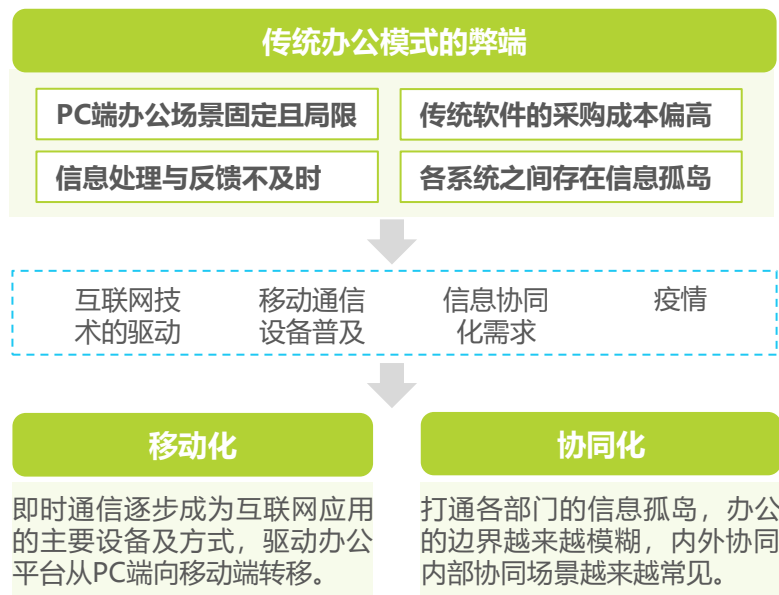 传统办公模式的弊端
PC端办公场景固定且局限
传统软件的采购成本偏高
信息处理与反馈不及时
各系统之间存在信息孤岛
互联网技
术的驱动
移动通信
设备普及
信息协同
化需求
疫情
移动化
即时通信逐步成为互联网应用
的主要设备及方式，驱动办公
平台从PC端向移动端转移。
协同化
打通各部门的信息孤岛，办公
的边界越来越模糊，内外协同
内部协同场景越来越常见。